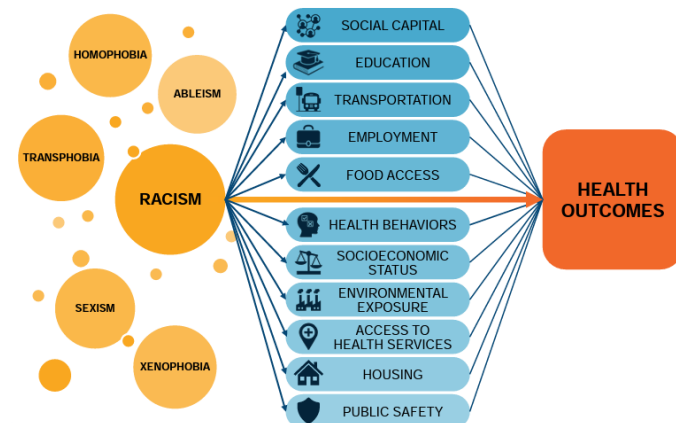 HOMOPHOBIA
ABLEISM
TRANSPHOBIA
RACISM
SEXISM
XENOPHOBIA
SOCIAL CAPITAL
EDUCATION
TRANSPORTATION
EMPLOYMENT
FOOD ACCESS
HEALTH BEHAVIORS
SOCIOECONOMIC
STATUS
ENVIRONMENTAL
EXPOSURE
ACCESS TO
HEALTH SERVICES
HOUSING
PUBLIC SAFETY
HEALTH
OUTCOMES